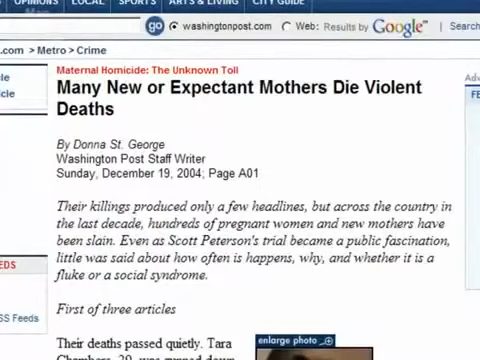 OPINIONS LOCAL SPORTS ARTS & LIVING CITY GUIDE
go washingtonpost.com Web: Results by Google™ Search
.com > Metro > Crime
Maternal Homicide: The Unknown Toll
Many New or Expectant Mothers Die Violent
Deaths
By Donna St. George
Washington Post Staff Writer
Sunday, December 19, 2004; Page A01
Their killings produced only a few headlines, but across the country in
the last decade, hundreds of pregnant women and new mothers have
been slain. Even as Scott Peterson's trial became a public fascination,
little was said about how often is happens, why, and whether it is a
fluke or a social syndrome.
First of three articles
Their deaths passed quietly. Tara
enlarge photo
EDS
SS Feeds